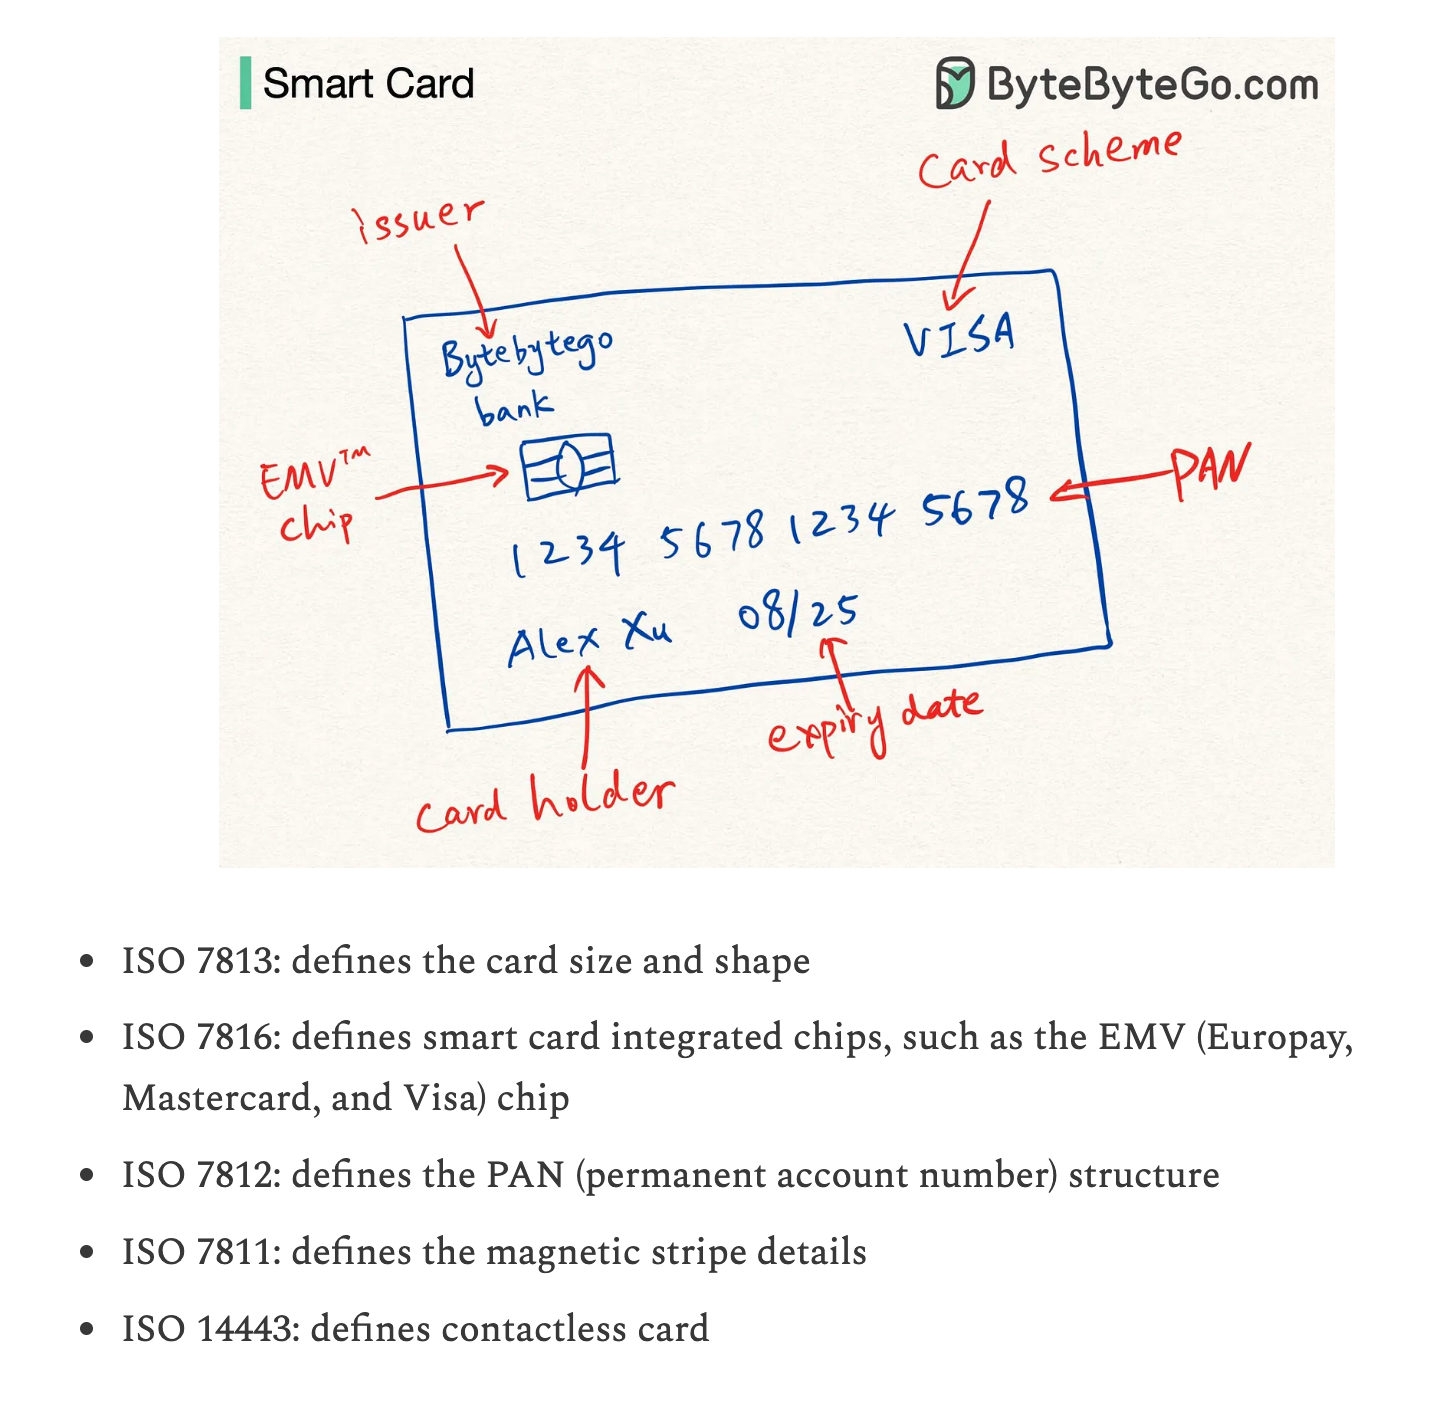 Smart Card
ByteByteGo.com
Card scheme
issuer
Bytebytego
bank
VISA
EMV™
chip
PAN
1234 5678 1234 5678
Alex Xu 08/25
expiry date
card holder
• ISO 7813: defines the card size and shape
• ISO 7816: defines smart card integrated chips, such as the EMV (Europay,
Mastercard, and Visa) chip
• ISO 7812: defines the PAN (permanent account number) structure
• ISO 7811: defines the magnetic stripe details
• ISO 14443: defines contactless card